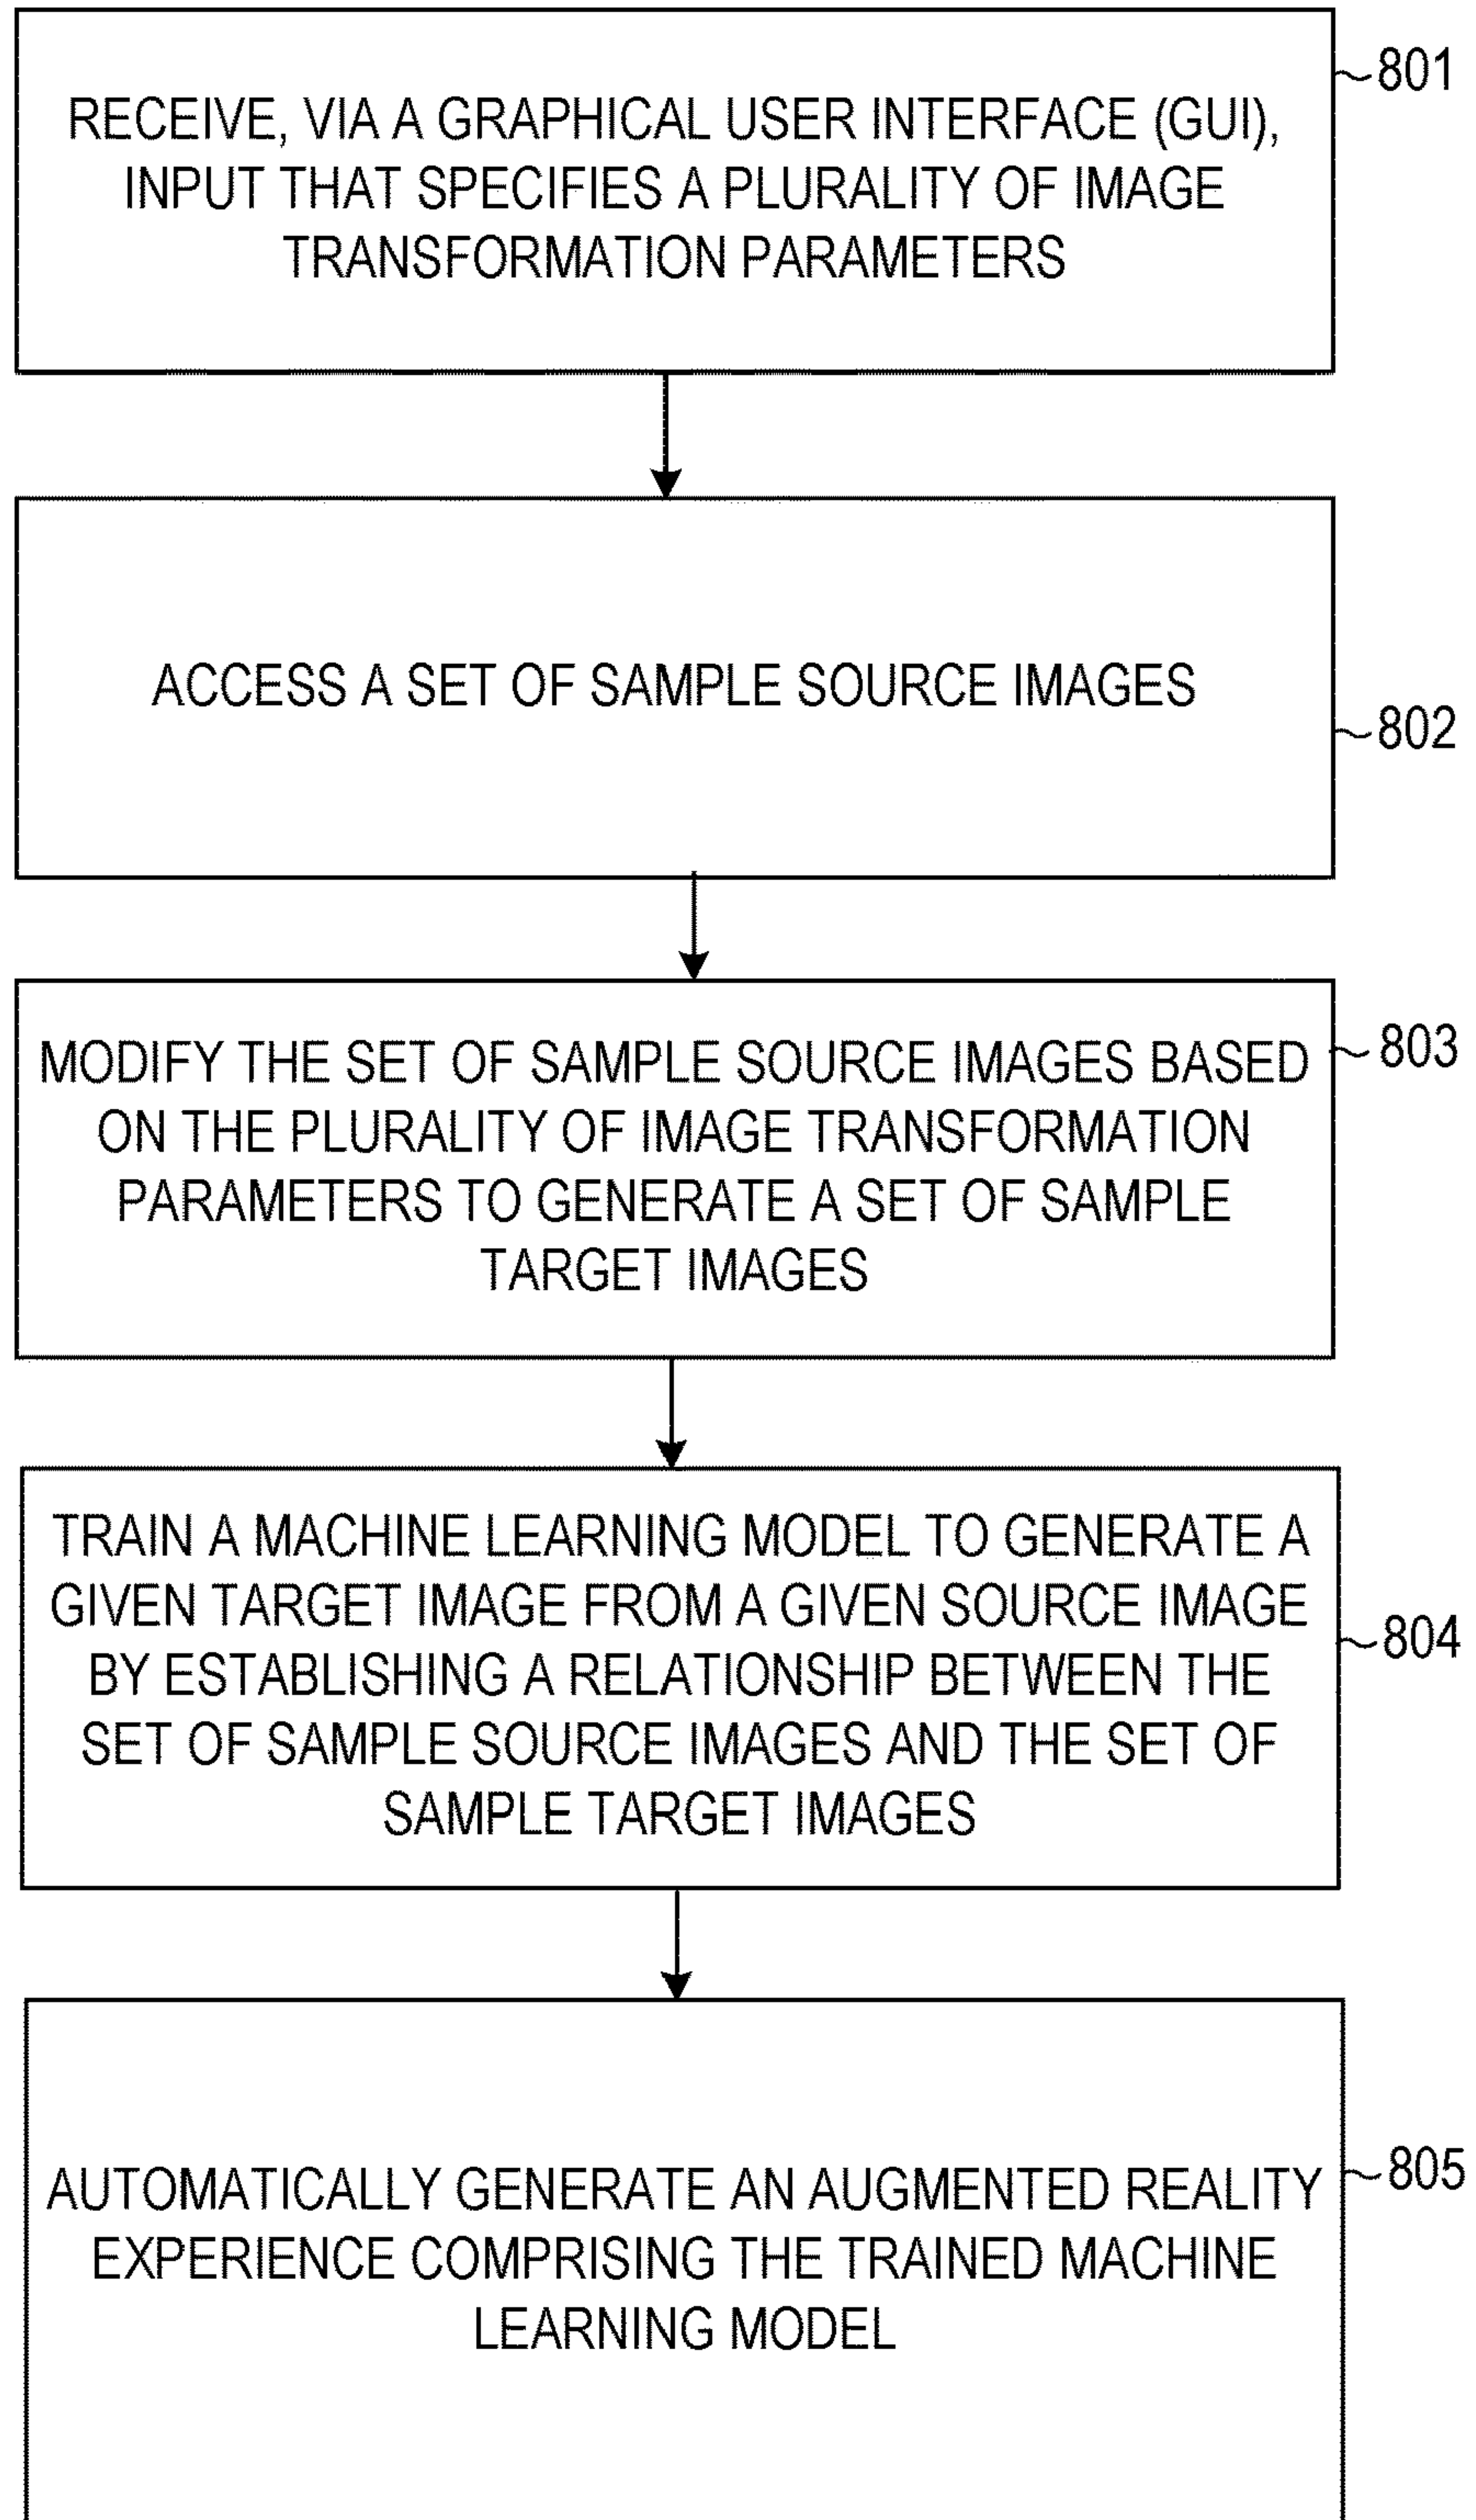 801
RECEIVE, VIA A GRAPHICAL USER INTERFACE (GUI),
INPUT THAT SPECIFIES A PLURALITY OF IMAGE
TRANSFORMATION PARAMETERS
ACCESS A SET OF SAMPLE SOURCE IMAGES
802
803
MODIFY THE SET OF SAMPLE SOURCE IMAGES BASED
ON THE PLURALITY OF IMAGE TRANSFORMATION
PARAMETERS TO GENERATE A SET OF SAMPLE
TARGET IMAGES
TRAIN A MACHINE LEARNING MODEL TO GENERATE A
GIVEN TARGET IMAGE FROM A GIVEN SOURCE IMAGE
BY ESTABLISHING A RELATIONSHIP BETWEEN THE
SET OF SAMPLE SOURCE IMAGES AND THE SET OF
SAMPLE TARGET IMAGES
804
805
AUTOMATICALLY GENERATE AN AUGMENTED REALITY
EXPERIENCE COMPRISING THE TRAINED MACHINE
LEARNING MODEL